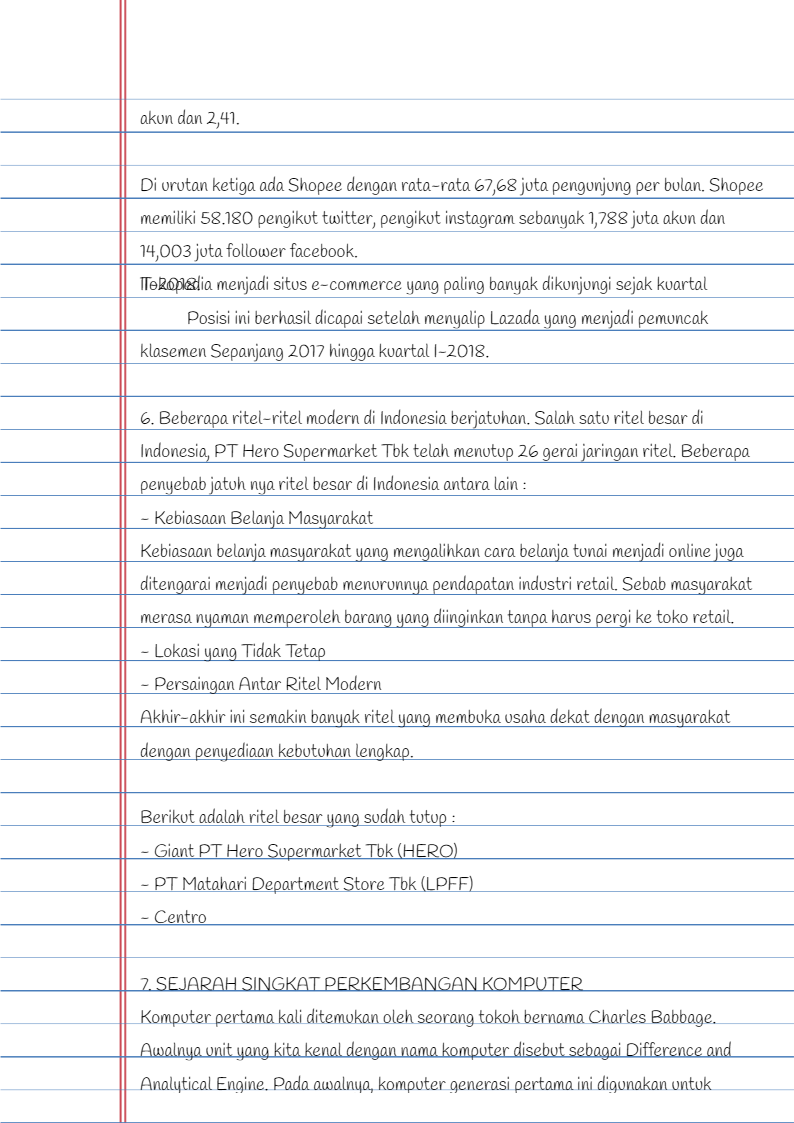 akun dan 2,41.
Di urutan ketiga ada Shopee dengan rata-rata 67,68 juta pengunjung per bulan. Shopee
memiliki 58.180 pengikut twitter, pengikut instagram sebanyak 1,788 juta akun dan
14,003 juta follower facebook.
Tokopedia menjadi situs e-commerce yang paling banyak dikunjungi sejak kuartal
Posisi ini berhasil dicapai setelah menyalip Lazada yang menjadi pemuncak
klasemen Sepanjang 2017 hingga kuartal I-2018.
6. Beberapa ritel-ritel modern di Indonesia berjatuhan. Salah satu ritel besar di
Indonesia, PT Hero Supermarket Tbk telah menutup 26 gerai jaringan ritel. Beberapa
penyebab jatuh nya ritel besar di Indonesia antara lain :
- Kebiasaan Belanja Masyarakat
Kebiasaan belanja masyarakat yang mengalihkan cara belanja tunai menjadi online juga
ditengarai menjadi penyebab menurunnya pendapatan industri retail. Sebab masyarakat
merasa nyaman memperoleh barang yang diinginkan tanpa harus pergi ke toko retail.
- Lokasi yang Tidak Tetap
- Persaingan Antar Ritel Modern
Akhir-akhir ini semakin banyak ritel yang membuka usaha dekat dengan masyarakat
dengan penyediaan kebutuhan lengkap.
Berikut adalah ritel besar yang sudah tutup :
- Giant PT Hero Supermarket Tbk (HERO)
- PT Matahari Department Store Tbk (LPFF)
- Centro
7. SEJARAH SINGKAT PERKEMBANGAN KOMPUTER
Komputer pertama kali ditemukan oleh seorang tokoh bernama Charles Babbage.
Awalnya unit yang kita kenal dengan nama komputer disebut sebagai Difference and
Analytical Engine. Pada awalnya, komputer generasi pertama ini digunakan untuk